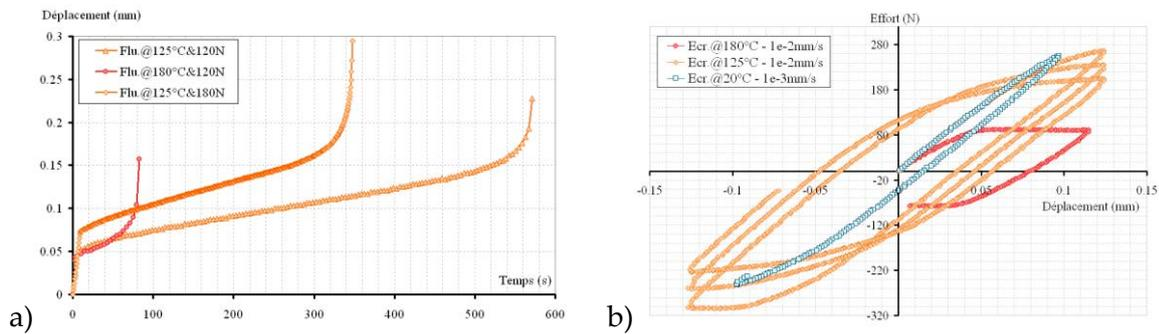 Déplacement (mm)
0.3
0.25
0.2
0.15
0.1
0.05
0
Flu.@125°C&120N
Flu.@180°C&120N
Flu.@125°C&180N
Temps (s)
0 100 200 300 400 500 600
a)
Effort (N)
280
180
80
-20
-120
-220
-320
Ecr.@180°C - 1e-2mm/s
Ecr.@125°C - 1e-2mm/s
Ecr.@20°C - 1e-3mm/s
-0.15 -0.1 -0.05 0 0.05 0.1 0.15
Déplacement (mm)
b)